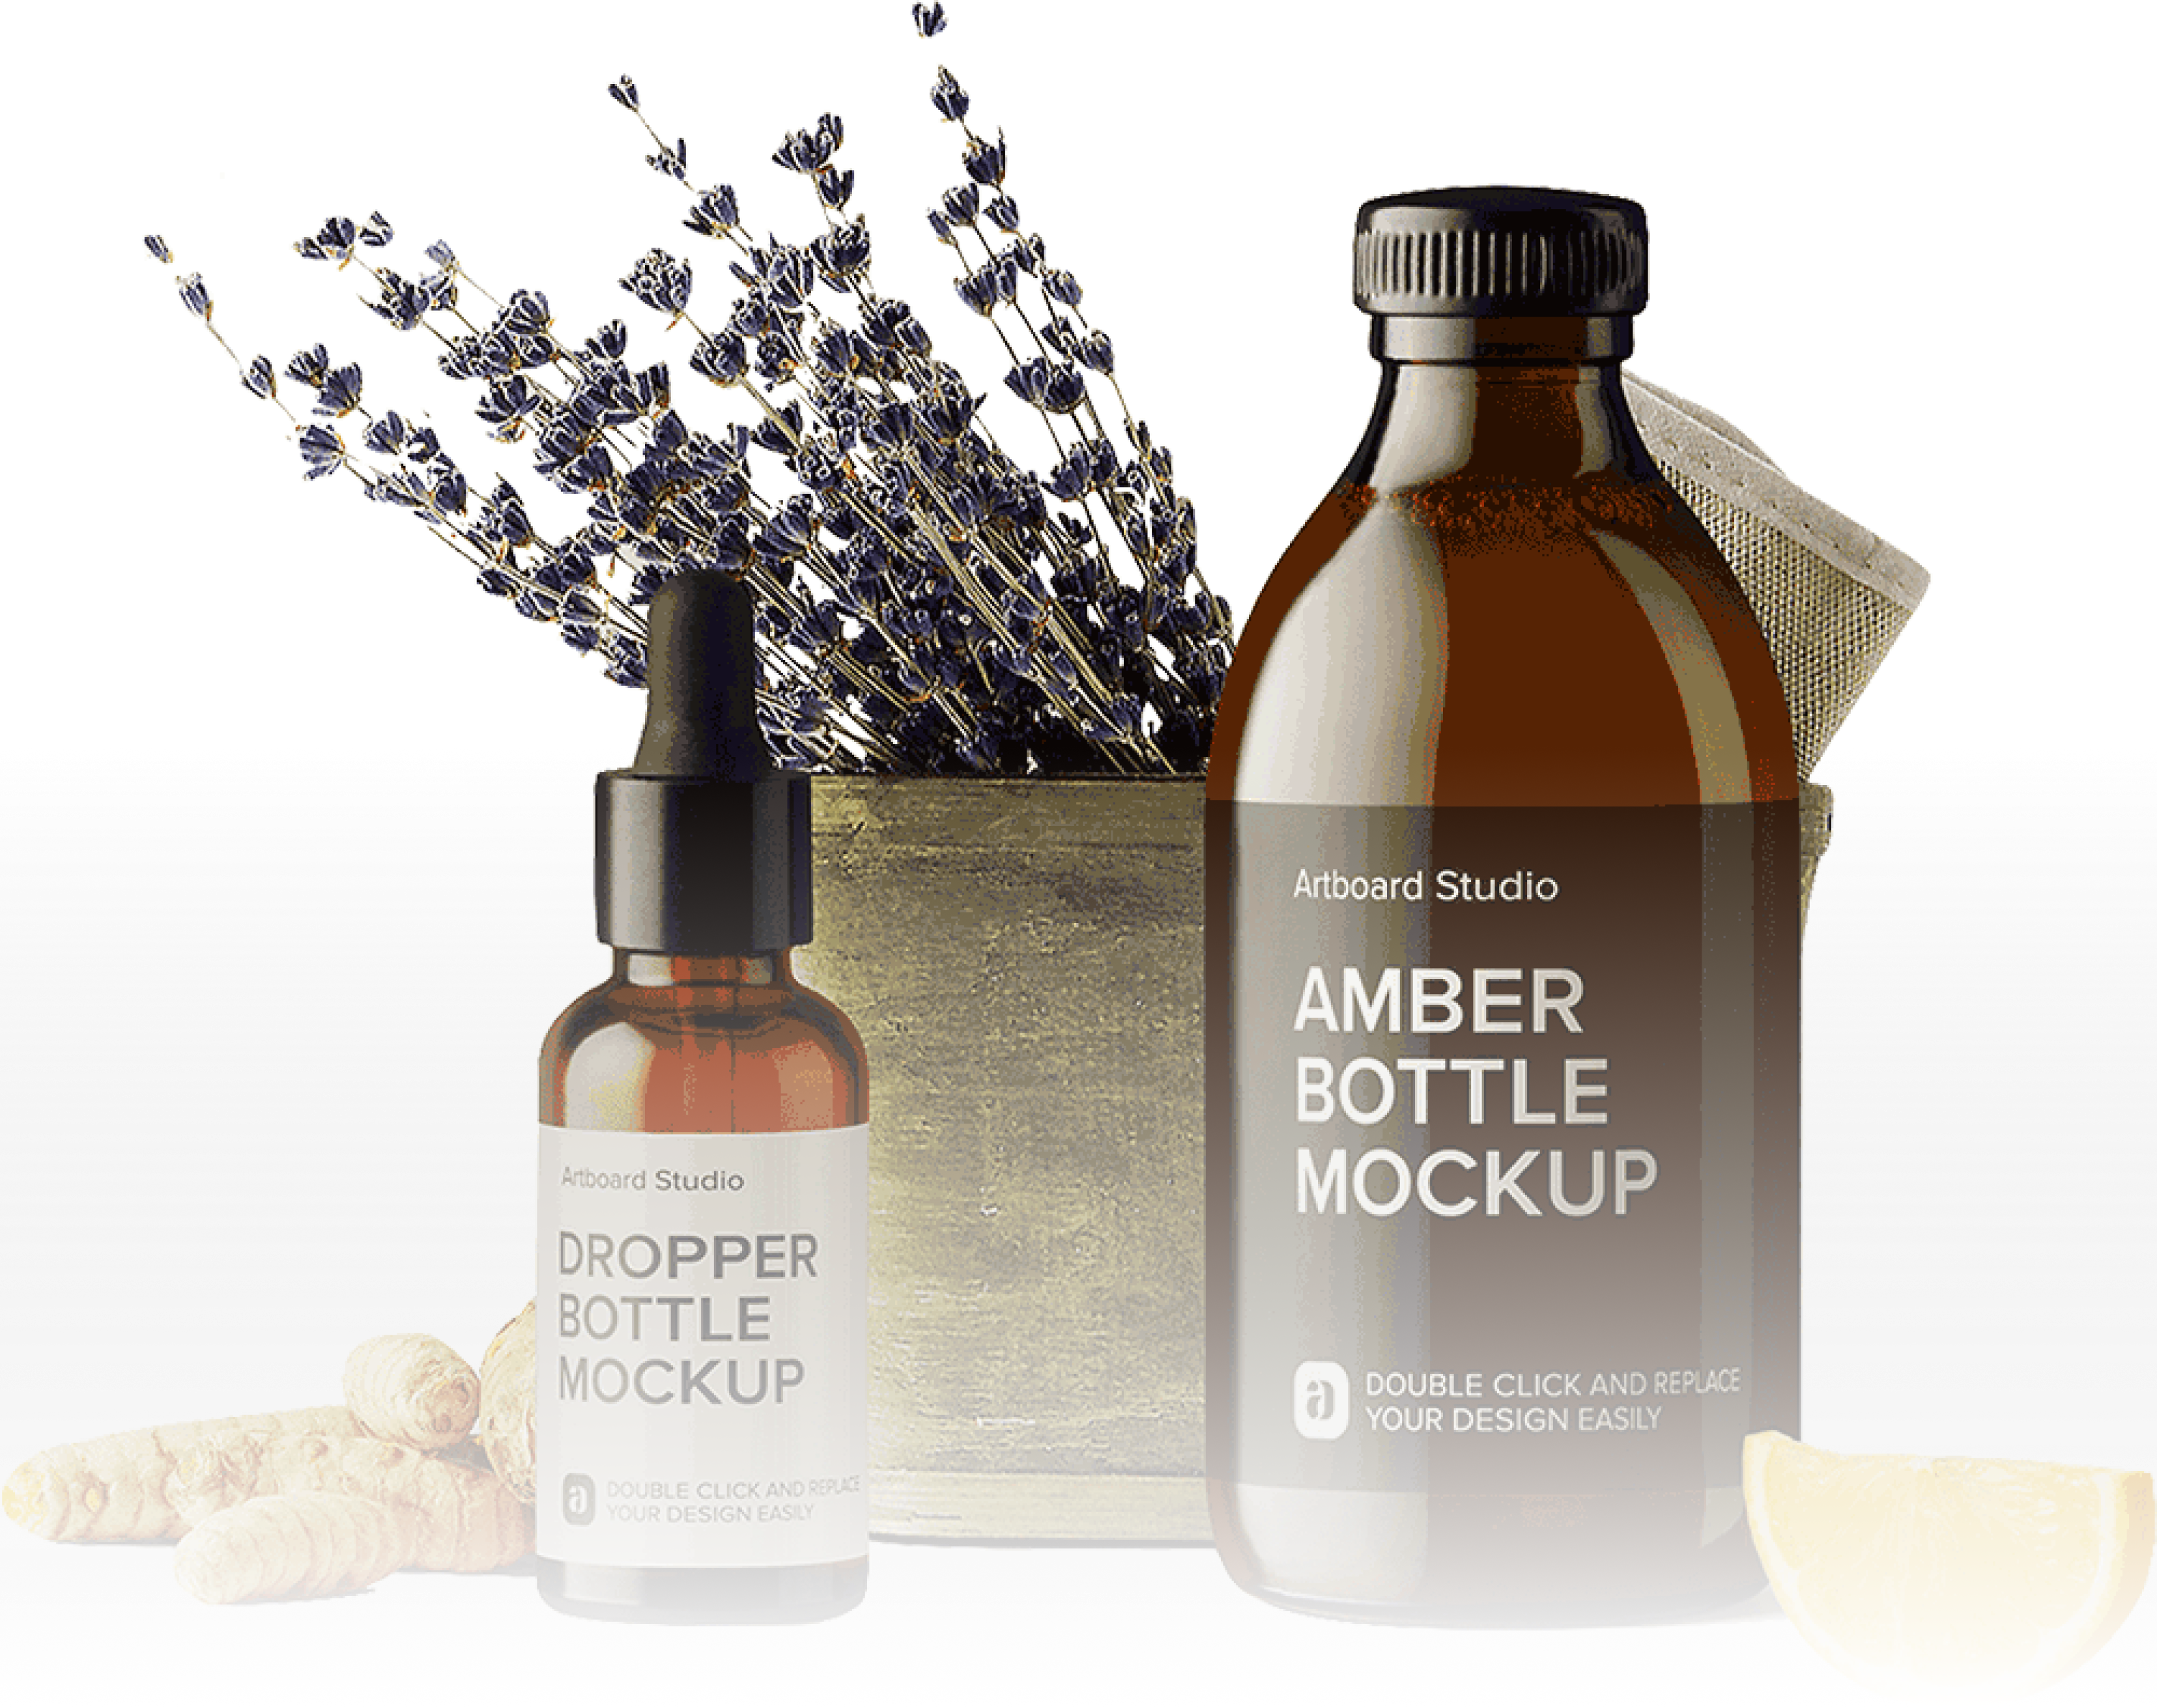 Artboard Studio
DROPPER
BOTTLE
MOCKUP
a
DOUBLE CLICK AND REPLACE
YOUR DESIGN EASILY
Artboard Studio
AMBER
BOTTLE
MOCKUP
a
DOUBLE CLICK AND REPLACE
YOUR DESIGN EASILY